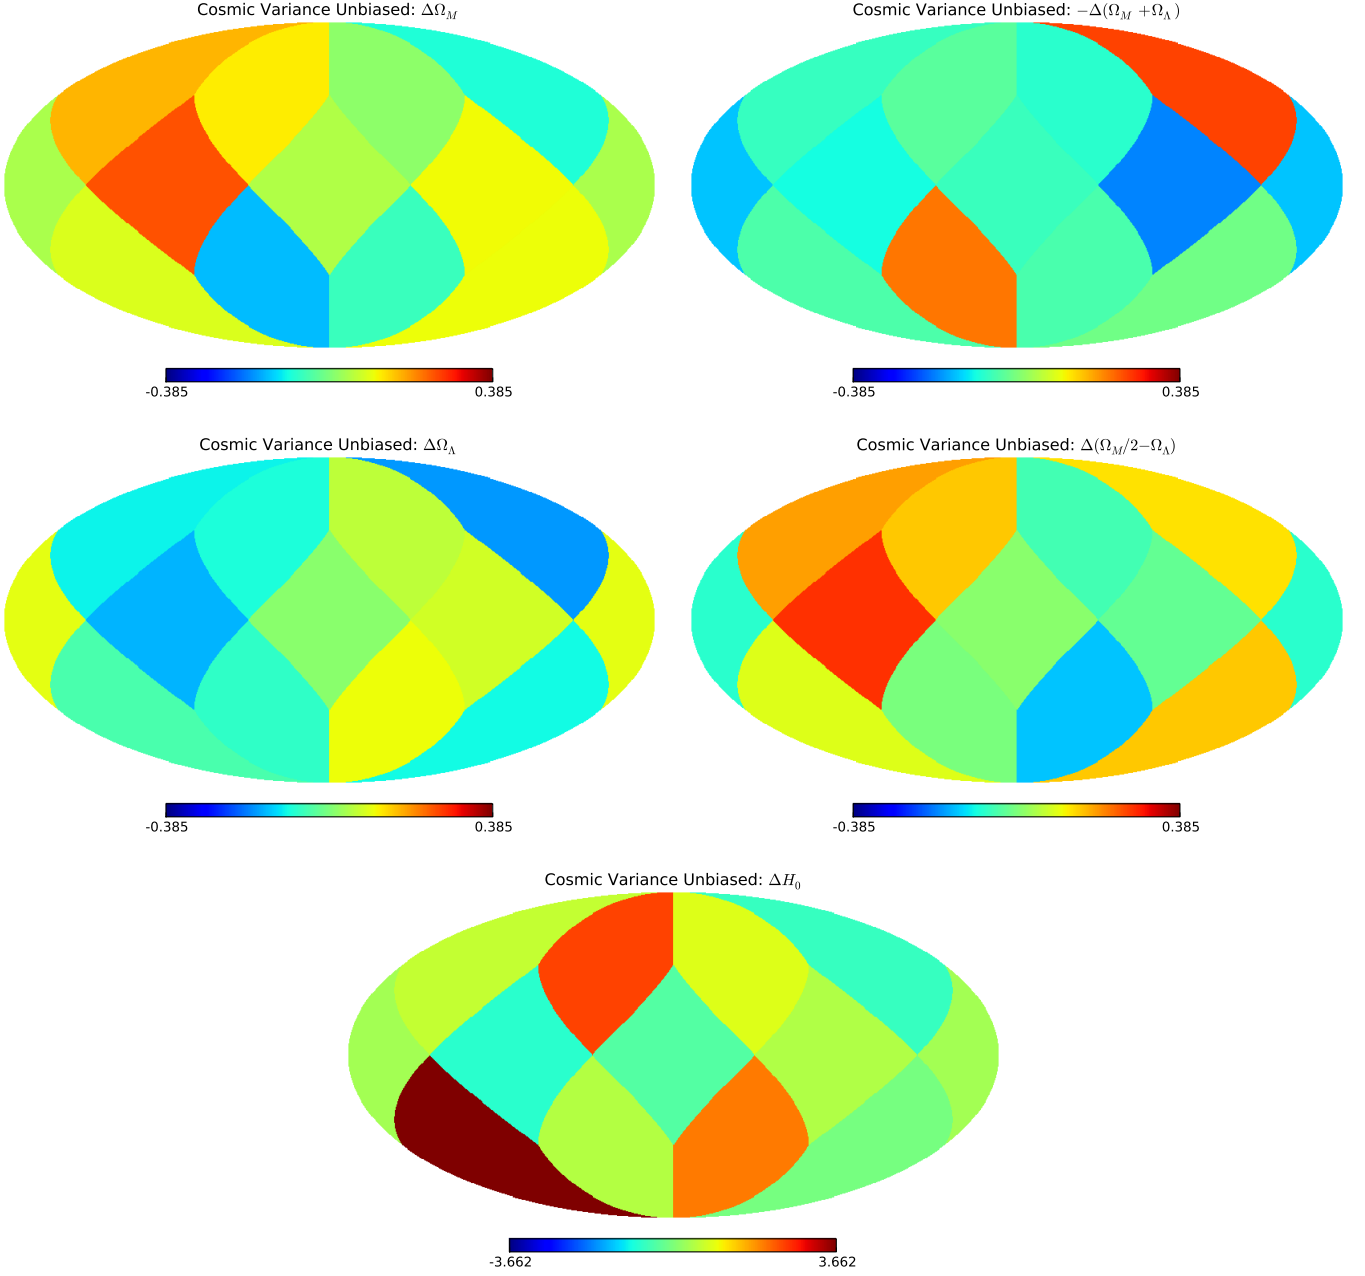 Cosmic Variance Unbiased: ΔΩ_M
Cosmic Variance Unbiased: −Δ(Ω_M +Ω_Λ)
-0.385 0.385
-0.385 0.385
Cosmic Variance Unbiased: ΔΩ_Λ
Cosmic Variance Unbiased: Δ(Ω_M/2−Ω_Λ)
-0.385 0.385
-0.385 0.385
Cosmic Variance Unbiased: ΔH_0
-3.662 3.662